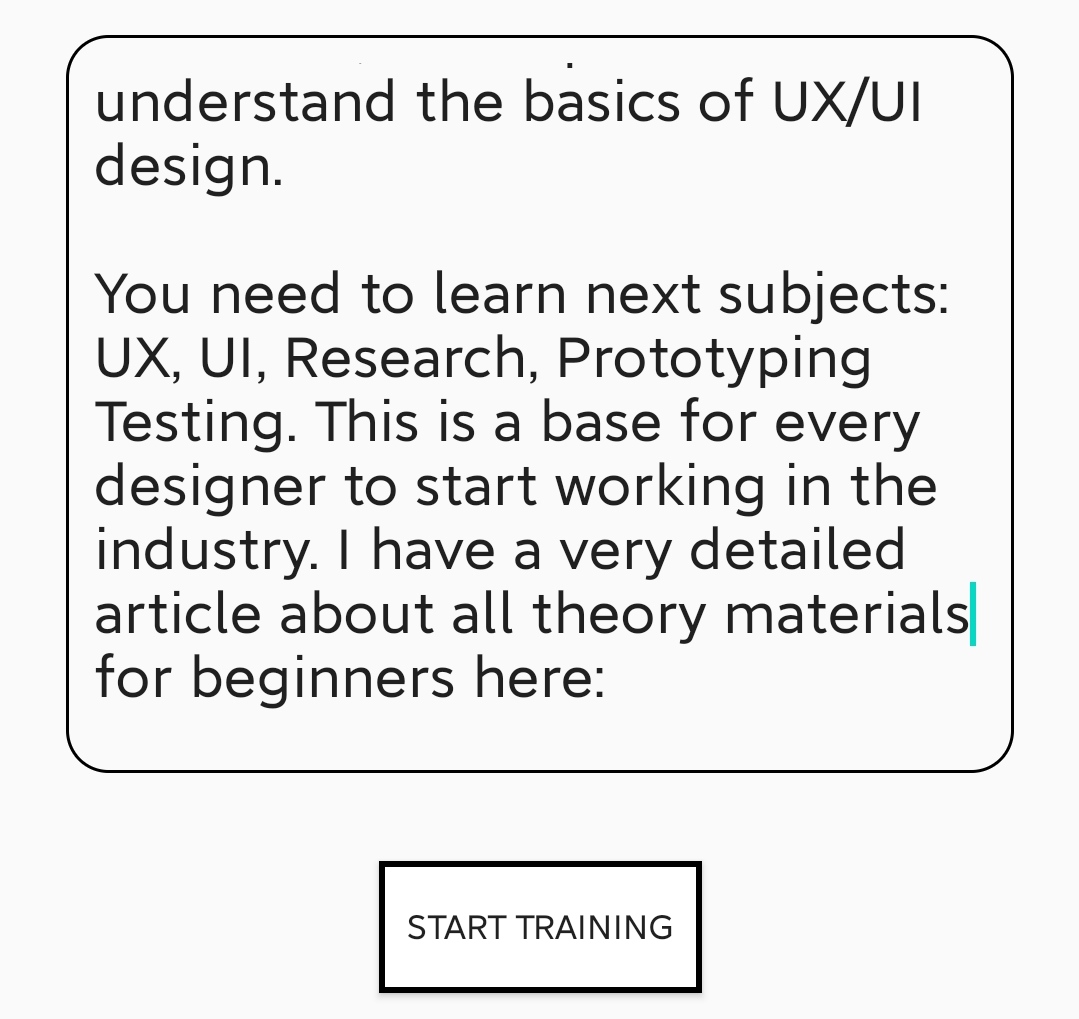 understand the basics of UX/UI
design.
You need to learn next subjects:
UX, UI, Research, Prototyping
Testing. This is a base for every
designer to start working in the
industry. I have a very detailed
article about all theory materials
for beginners here:
START TRAINING